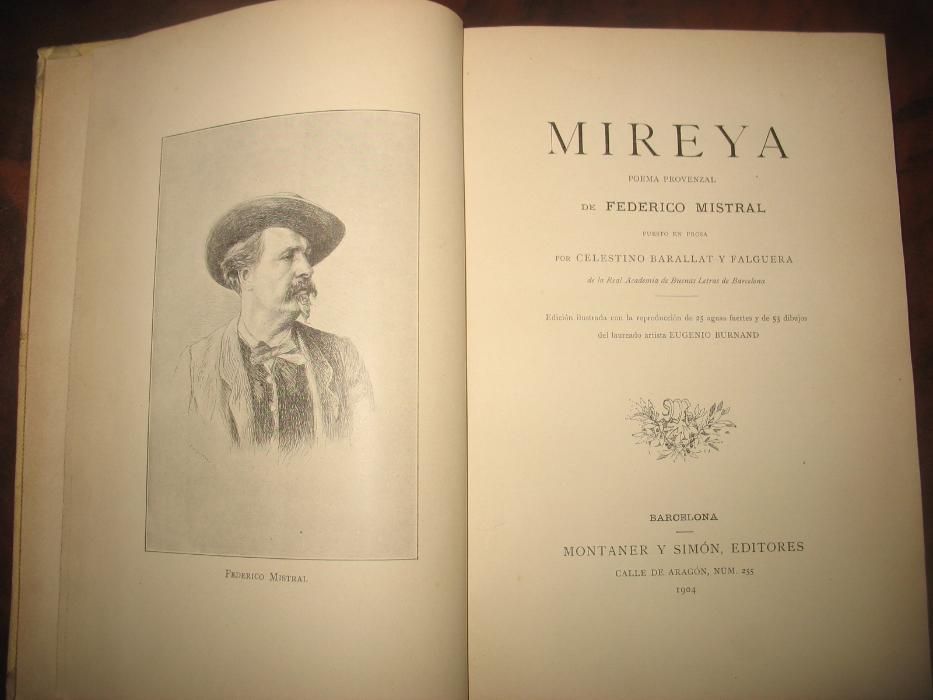 FEDERICO MISTRAL
MIREYA
POEMA PROVENZAL
DE FEDERICO MISTRAL
PUESTO EN PROSA
POR CELESTINO BARALLAT Y FALGUERA
de la Real Academia de Buenas Letras de Barcelona
Edición ilustrada con la reproducción de 25 aguas fuertes y de 53 dibujos
del laureado artista EUGENIO BURNAND
BARCELONA
MONTANER Y SIMÓN, EDITORES
CALLE DE ARAGÓN, NÚM. 255
1904